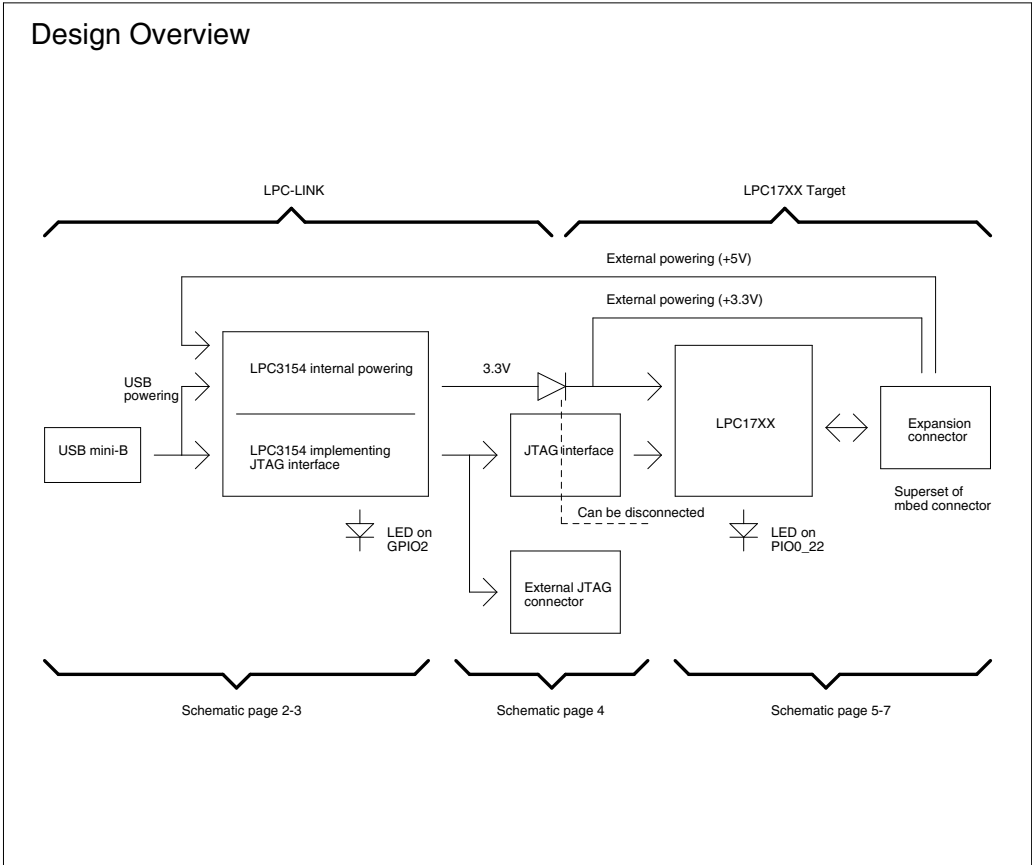 Design Overview
LPC-LINK
LPC17XX Target
External powering (+5V)
External powering (+3.3V)
LPC3154 internal powering
3.3V
USB
powering
LPC17XX
USB mini-B
LPC3154 implementing
JTAG interface
JTAG interface
Expansion
connector
Superset of
mbed connector
Can be disconnected
LED on
GPIO2
LED on
PIO0_22
External JTAG
connector
Schematic page 2-3
Schematic page 4
Schematic page 5-7